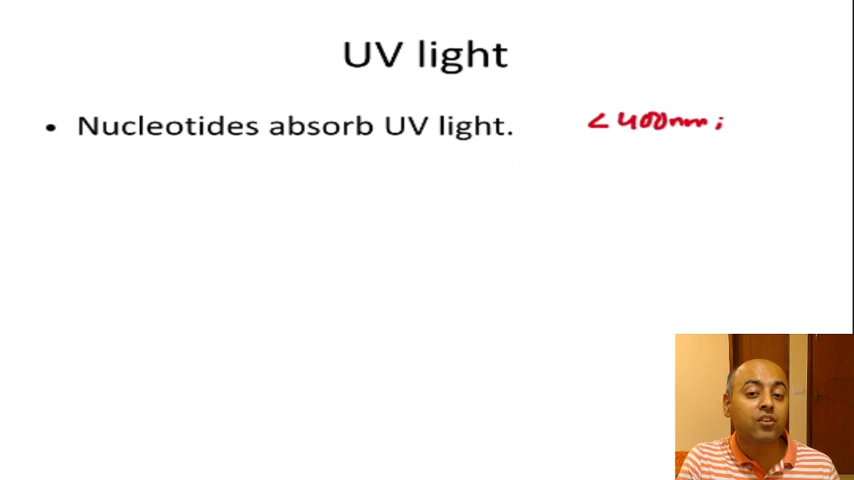 UV light
• Nucleotides absorb UV light. < 400nm;